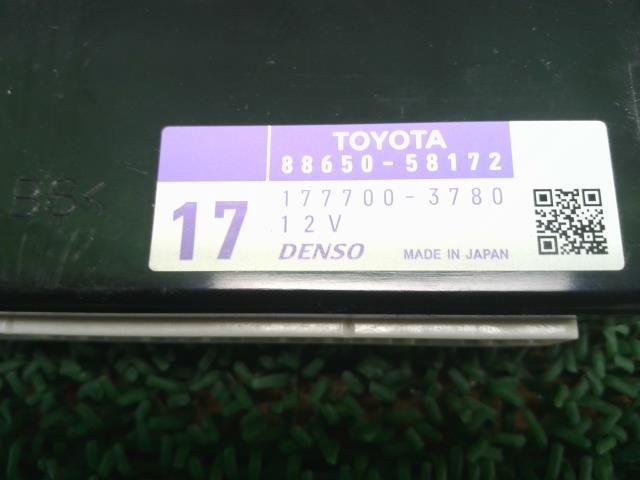 TOYOTA
88650-58172
17
177700-3780
12V
DENSO MADE IN JAPAN